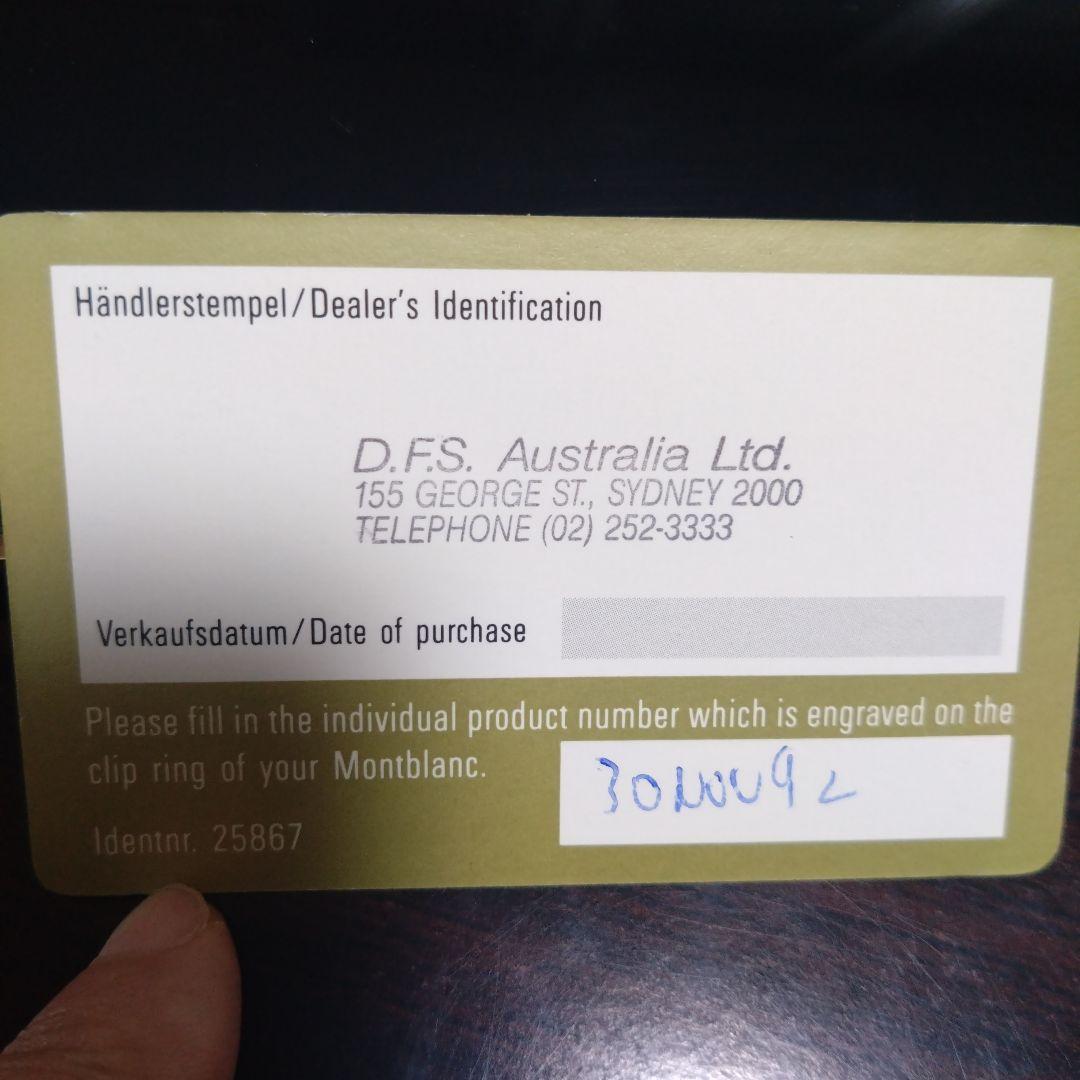 Händlerstempel/Dealer's Identification
D.F.S. Australia Ltd.
155 GEORGE ST., SYDNEY 2000
TELEPHONE (02) 252-3333
Verkaufsdatum/Date of purchase
Please fill in the individual product number which is engraved on the
clip ring of your Montblanc.
30NOV92
Identnr. 25867